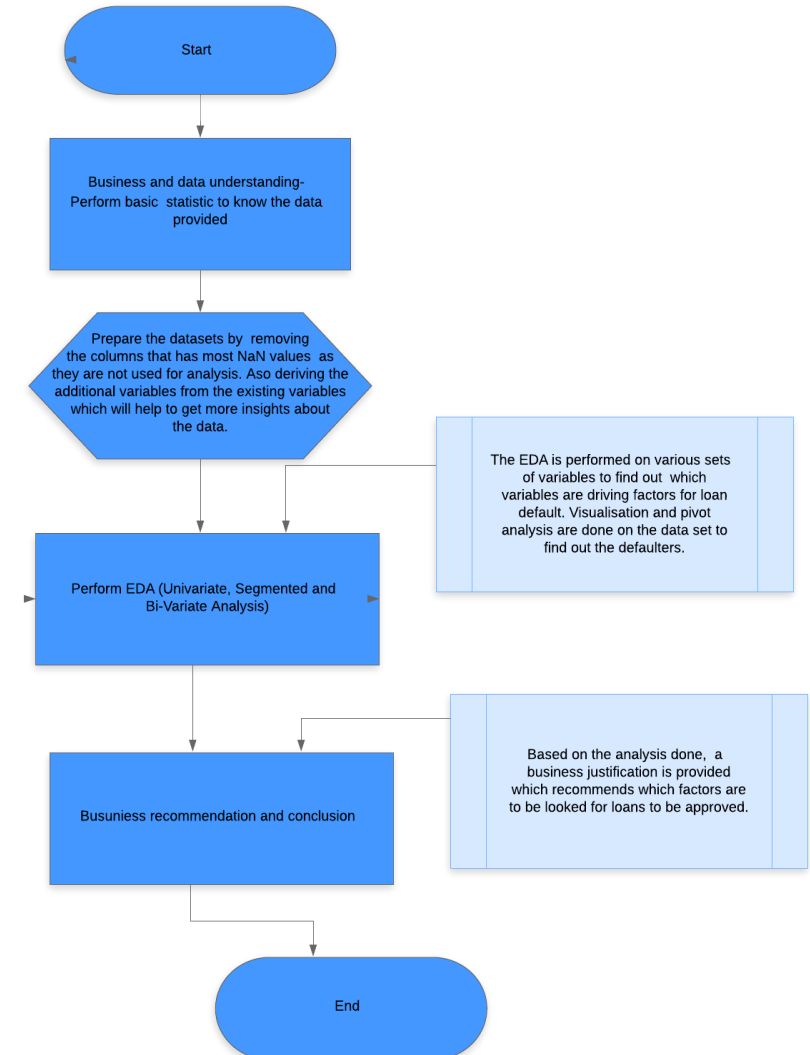 Start
Business and data understanding-
Perform basic  statistic to know the data
provided
Prepare the datasets by  removing
the columns that has most NaN values  as
they are not used for analysis. Aso deriving the
additional variables from the existing variables
which will help to get more insights about
the data.
The EDA is performed on various sets
of variables to find out  which
variables are driving factors for loan
default. Visualisation and pivot
analysis are done on the data set to
find out the defaulters.
Perform EDA (Univariate, Segmented and
Bi-Variate Analysis)
Based on the analysis done,  a
business justification is provided
which recommends which factors are
to be looked for loans to be approved.
Busuniess recommendation and conclusion
End